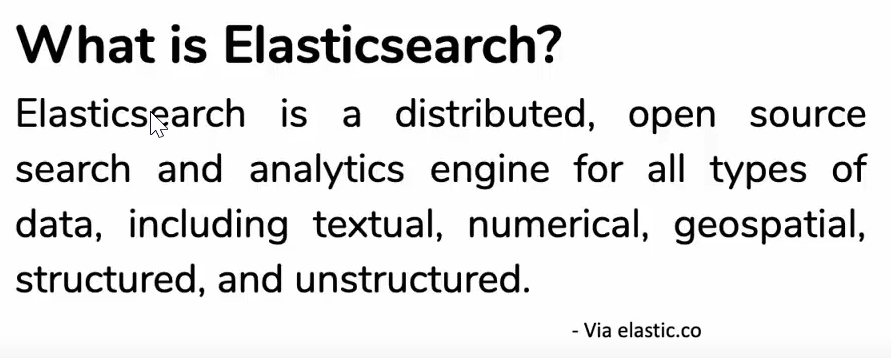 What is Elasticsearch?
Elasticsearch is a distributed, open source
search and analytics engine for all types of
data, including textual, numerical, geospatial,
structured, and unstructured.
- Via elastic.co